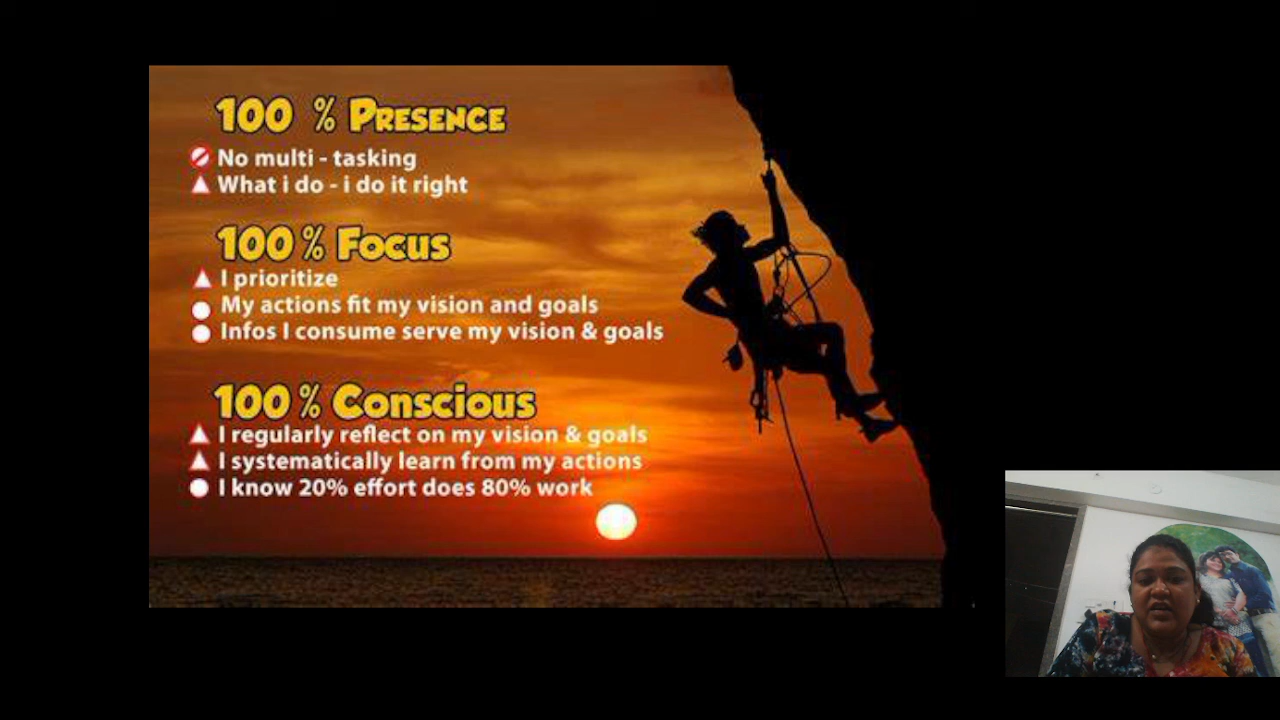 100 % PRESENCE
No multi - tasking
What i do - i do it right
100 % FOCUS
I prioritize
My actions fit my vision and goals
Infos I consume serve my vision & goals
100 % Conscious
I regularly reflect on my vision & goals
I systematically learn from my actions
I know 20% effort does 80% work